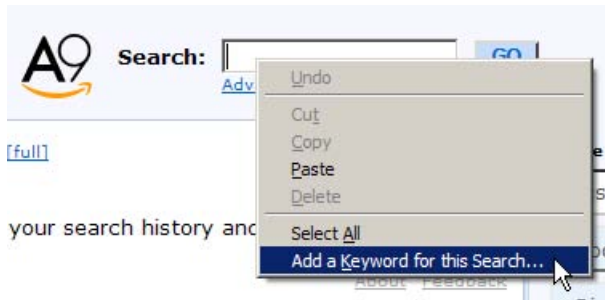 A9 Search: GO
Adv
Undo
Cut
Copy
[full]
Paste
Delete
your search history and
Select All
Add a Keyword for this Search...
About Feedback